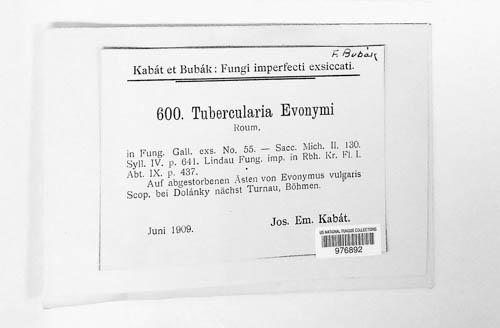 F. Bubák
Kabát et Bubák: Fungi imperfecti exsiccati.
600. Tubercularia Evonymi
Roum.
in Fung. Gall. exs. No. 55. — Sacc. Mich. II. 130.
Syll. IV. p. 641. Lindau Fung. imp. in Rbh. Kr. Fl. I.
Abt. IX. p. 437.
Auf abgestorbenen Ästen von Evonymus vulgaris
Scop. bei Dolánky nächst Turnau, Böhmen.
Juni 1909.
Jos. Em. Kabát.
US NATIONAL FUNGUS COLLECTIONS
976892